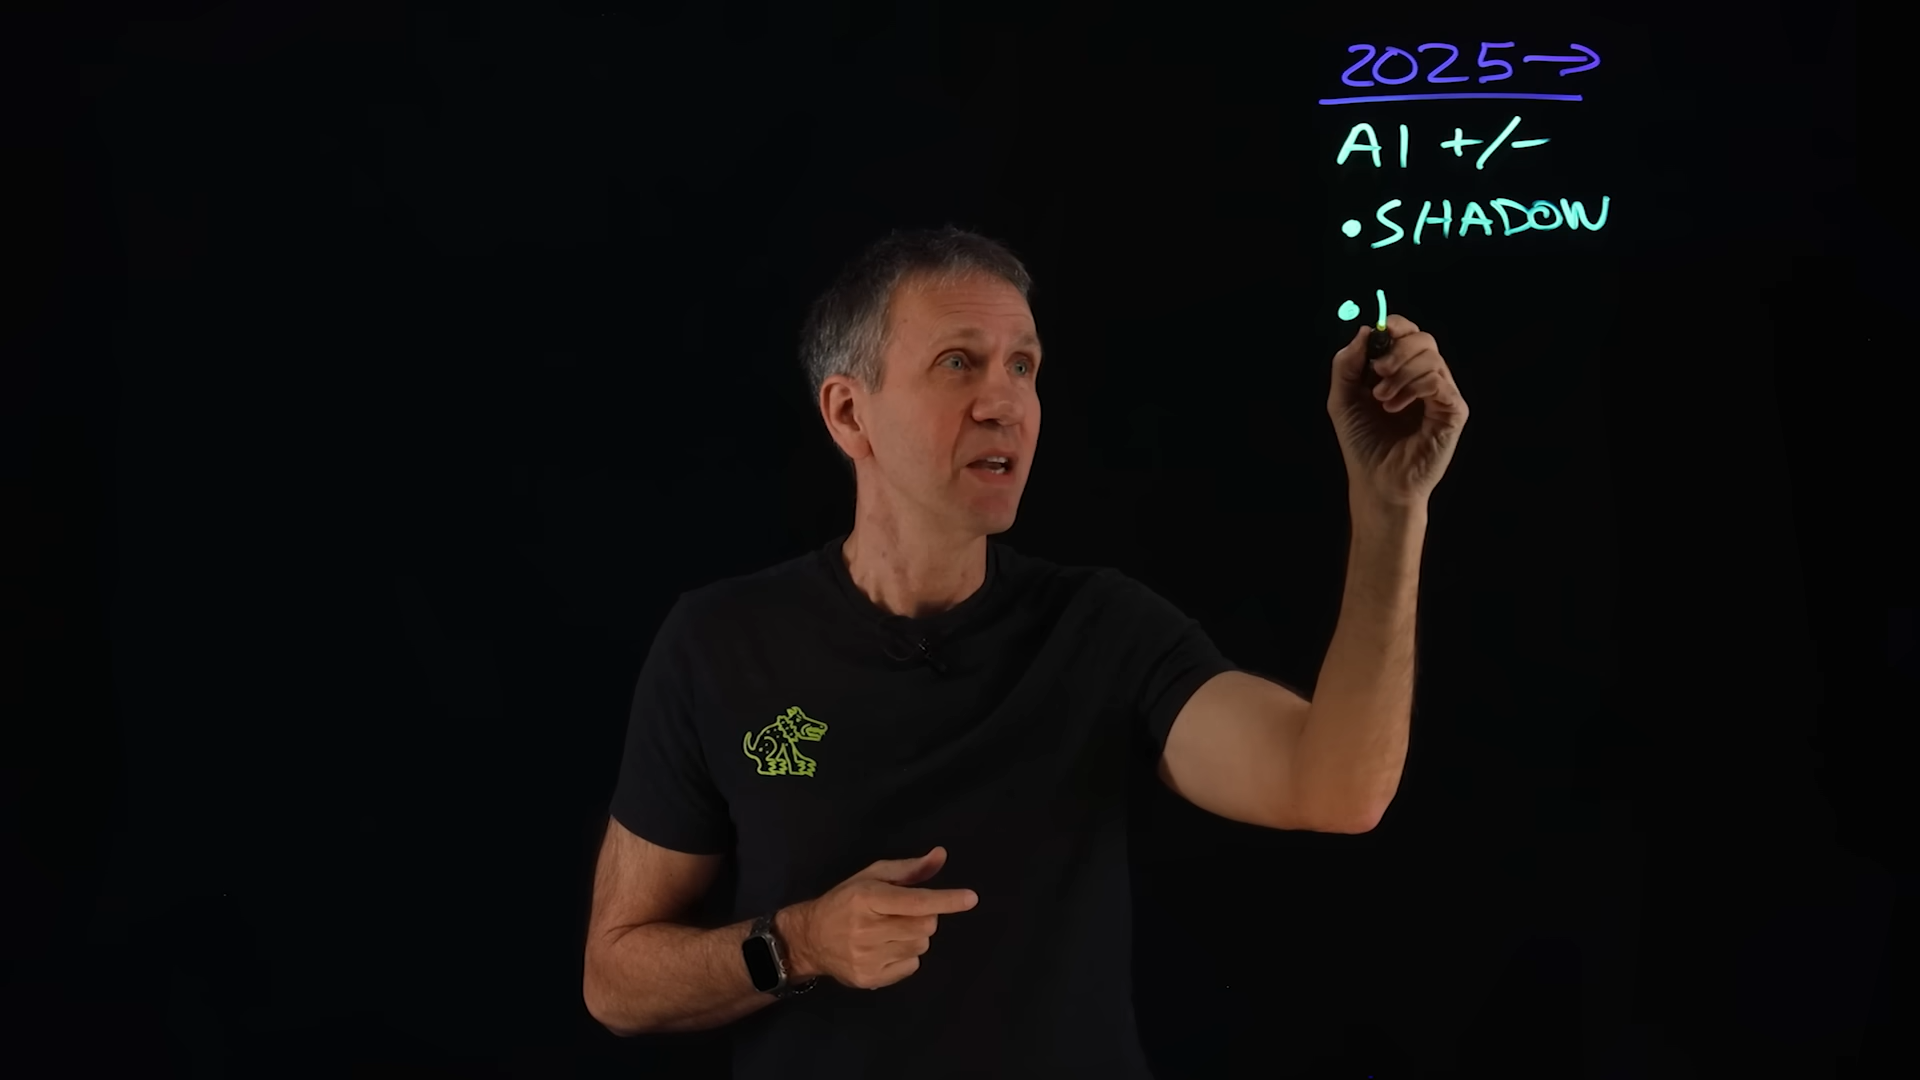 2025→
AI +/-
• SHADOW
•